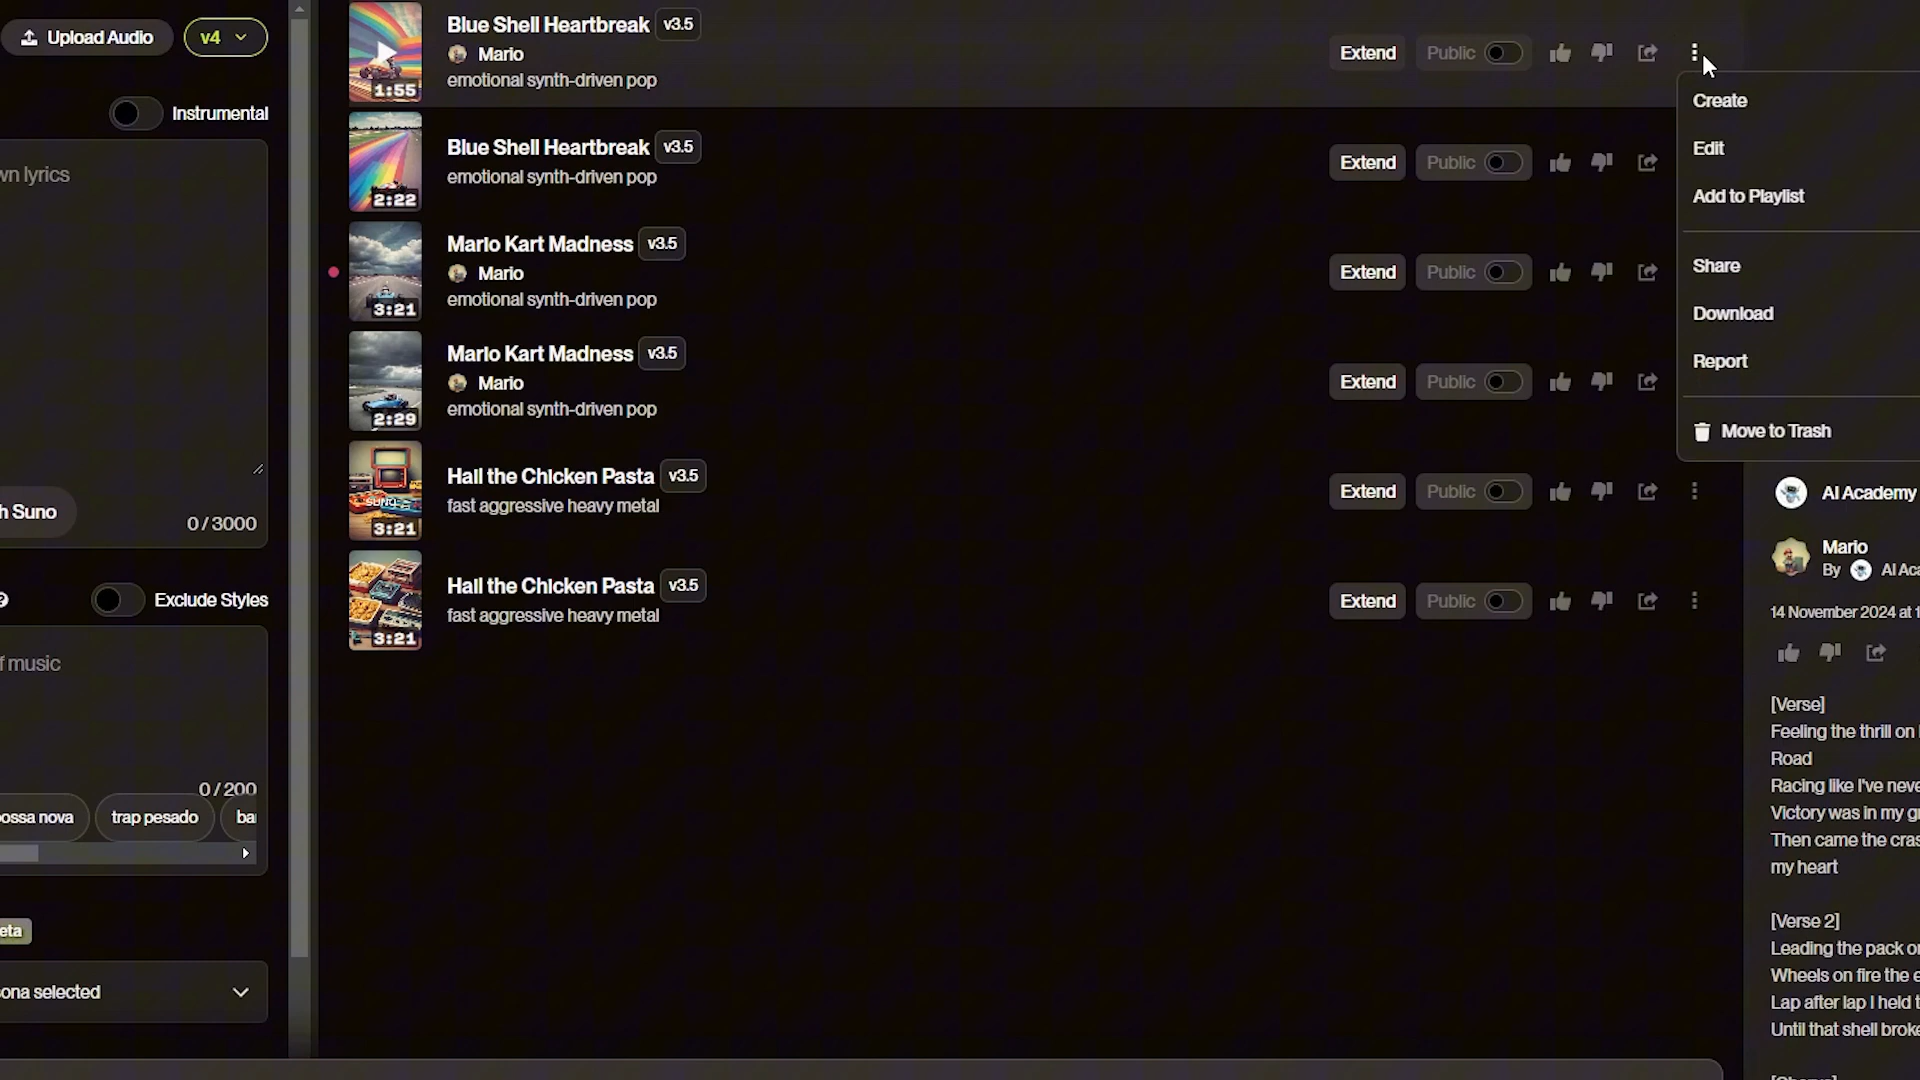 Upload Audio
v4
Instrumental
wn lyrics
h Suno
0 / 3000
Exclude Styles
f music
0 / 200
ossa nova
trap pesado
ba
eta
ona selected
Blue Shell Heartbreak v3.5
Mario
emotional synth-driven pop
1:55
Extend
Public
Blue Shell Heartbreak v3.5
emotional synth-driven pop
2:22
Extend
Public
Mario Kart Madness v3.5
Mario
emotional synth-driven pop
3:21
Extend
Public
Mario Kart Madness v3.5
Mario
emotional synth-driven pop
2:29
Extend
Public
Hail the Chicken Pasta v3.5
fast aggressive heavy metal
SUNO
3:21
Extend
Public
Hail the Chicken Pasta v3.5
fast aggressive heavy metal
3:21
Extend
Public
Create
Edit
Add to Playlist
Share
Download
Report
Move to Trash
AI Academy
Mario
By AI Aca
14 November 2024 at 1
[Verse]
Feeling the thrill on
Road
Racing like I've neve
Victory was in my g
Then came the cras
my heart
[Verse 2]
Leading the pack o
Wheels on fire the e
Lap after lap I held t
Until that shell broke